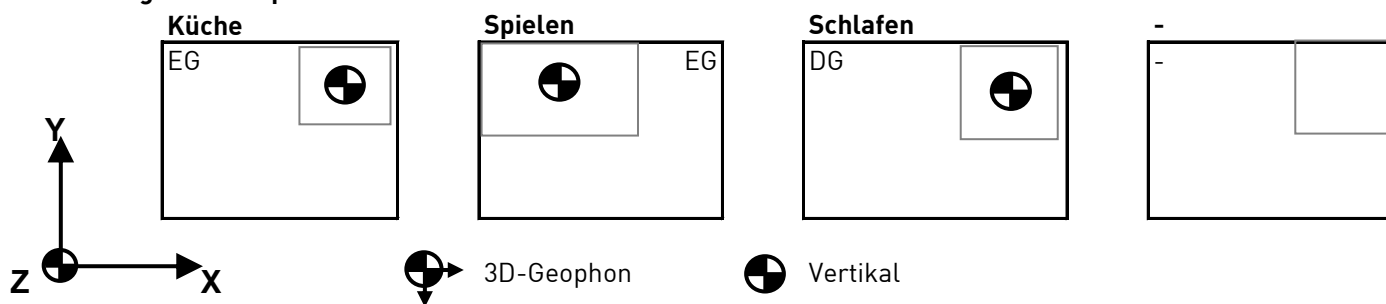 Küche
Spielen
Schlafen
-
EG
EG
DG
-
Y
Z
X
3D-Geophon
Vertikal